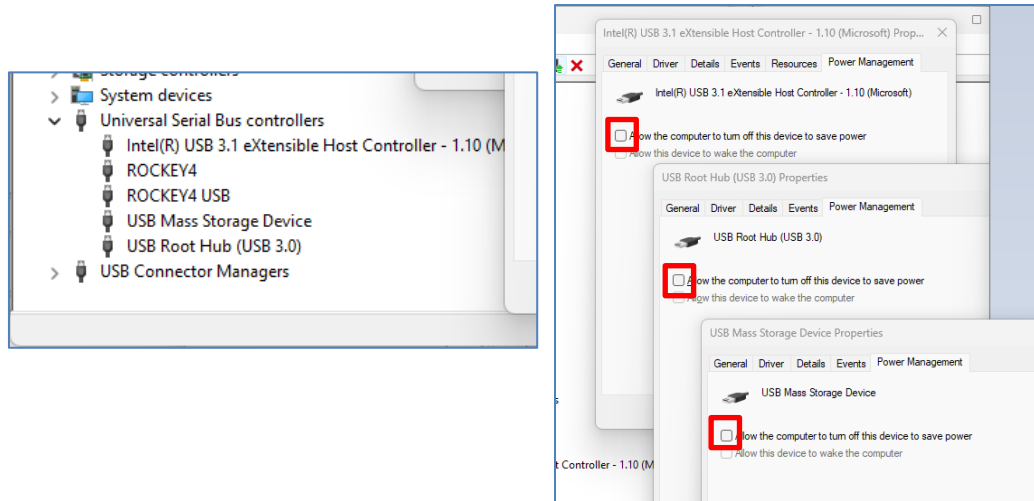 Storage controllers
System devices
Universal Serial Bus controllers
Intel(R) USB 3.1 eXtensible Host Controller - 1.10 (M
ROCKEY4
ROCKEY4 USB
USB Mass Storage Device
USB Root Hub (USB 3.0)
USB Connector Managers
Intel(R) USB 3.1 eXtensible Host Controller - 1.10 (Microsoft) Prop...
General Driver Details Events Resources Power Management
Intel(R) USB 3.1 eXtensible Host Controller - 1.10 (Microsoft)
Allow the computer to turn off this device to save power
Allow this device to wake the computer
USB Root Hub (USB 3.0) Properties
General Driver Details Events Power Management
USB Root Hub (USB 3.0)
Allow the computer to turn off this device to save power
Allow this device to wake the computer
USB Mass Storage Device Properties
General Driver Details Events Power Management
USB Mass Storage Device
Allow the computer to turn off this device to save power
Allow this device to wake the computer
s
t Controller - 1.10 (M